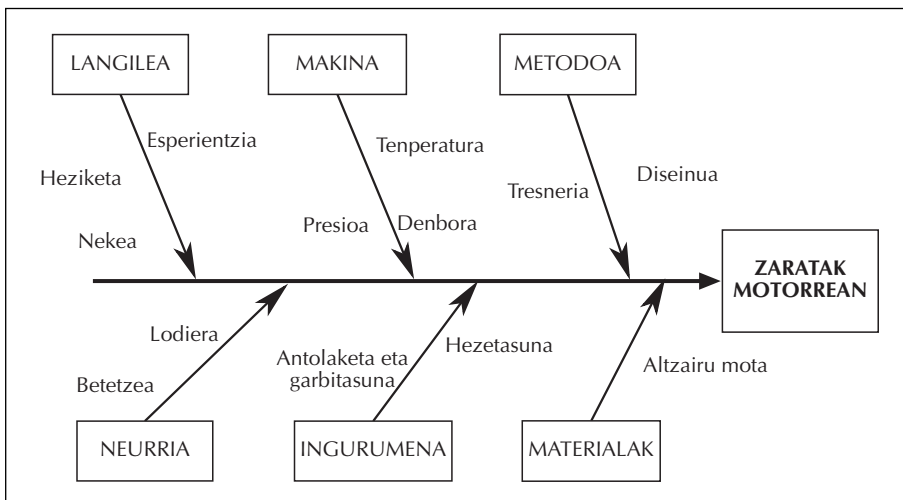 LANGILEA
MAKINA
METODOA
Esperientzia
Heziketa
Nekea
Tenperatura
Presioa
Denbora
Diseinua
Tresneria
ZARATAK
MOTORREAN
Lodiera
Betetzea
Antolaketa eta
garbitasuna
Hezetasuna
Altzairu mota
NEURRIA
INGURUMENA
MATERIALAK